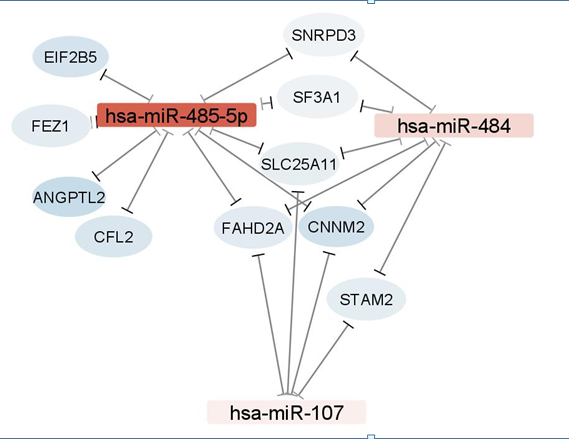 SNRPD3
EIF2B5
SF3A1
hsa-miR-485-5p
FEZ1
hsa-miR-484
SLC25A11
ANGPTL2
FAHD2A
CNNM2
CFL2
STAM2
hsa-miR-107